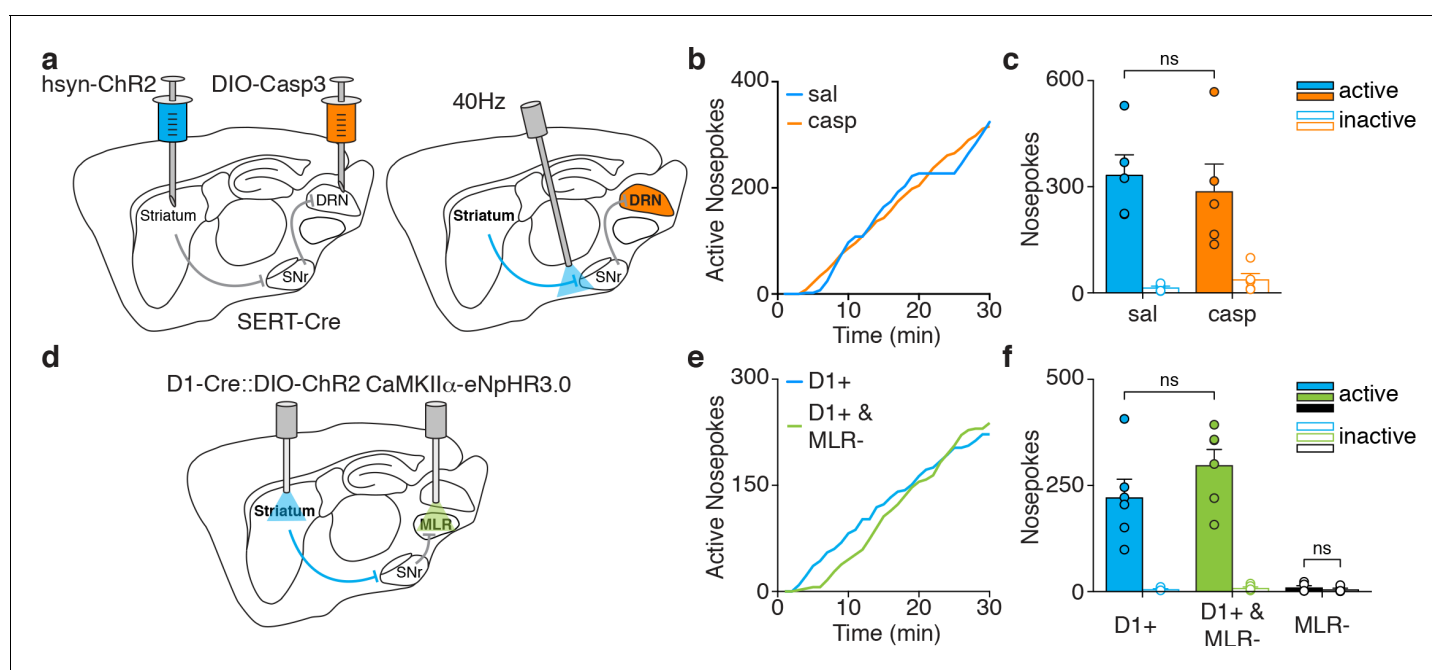 a
hsyn-ChR2
DIO-Casp3
Striatum
DRN
SNr
SERT-Cre
40Hz
Striatum
DRN
SNr
b
400
200
0
Active Nosepokes
sal
casp
0
10
20
30
Time (min)
c
600
300
0
Nosepokes
ns
active
inactive
sal
casp
d
D1-Cre::DIO-ChR2 CaMKIIα-eNpHR3.0
Striatum
MLR
SNr
e
300
150
0
Active Nosepokes
D1+
D1+ &
MLR-
0
10
20
30
Time (min)
f
500
250
0
Nosepokes
ns
ns
active
inactive
D1+
D1+ &
MLR-
MLR-